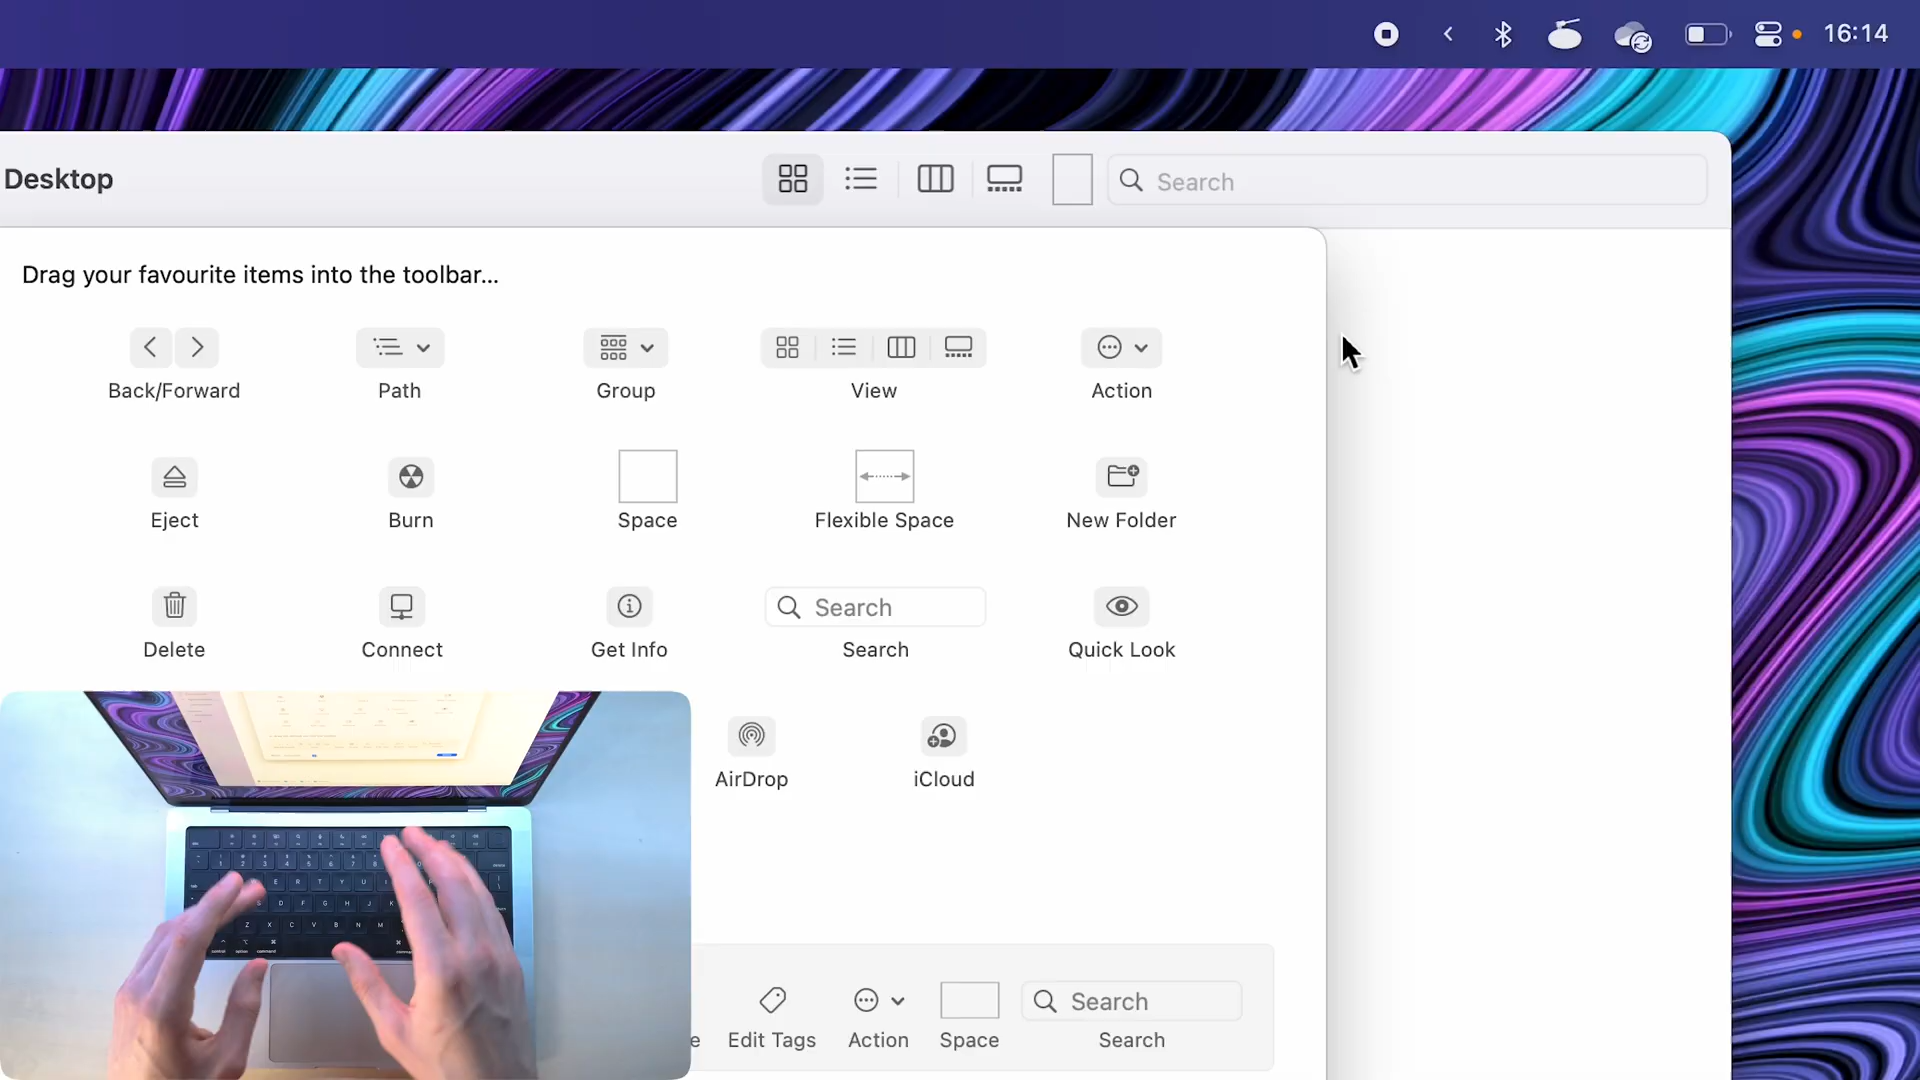 16:14
Desktop
Search
Drag your favourite items into the toolbar...
Back/Forward
Path
Group
View
Action
Eject
Burn
Space
Flexible Space
New Folder
Search
Delete
Connect
Get Info
Search
Quick Look
AirDrop
iCloud
Search
e
Edit Tags
Action
Space
Search